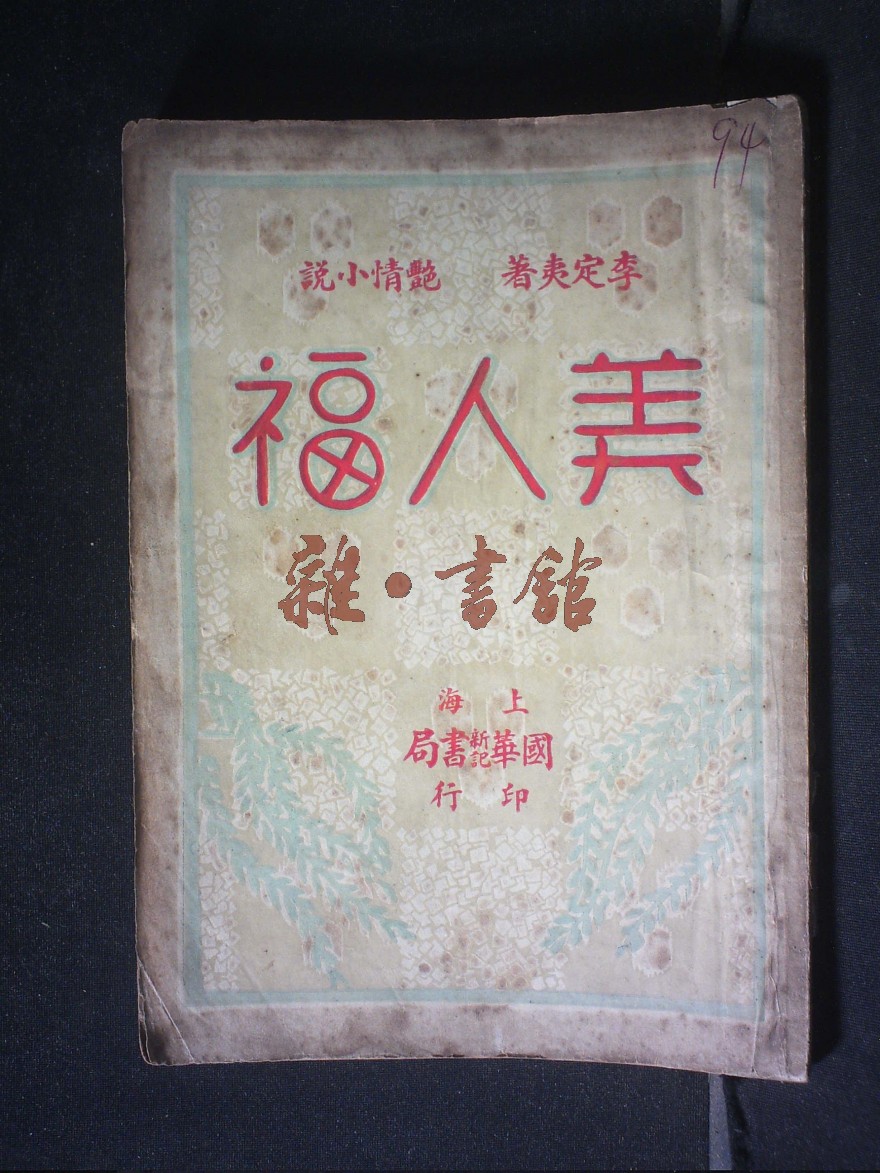 94
李定夷著 艷情小説
美人福
雜·書館
上海
國華新記書局
印行